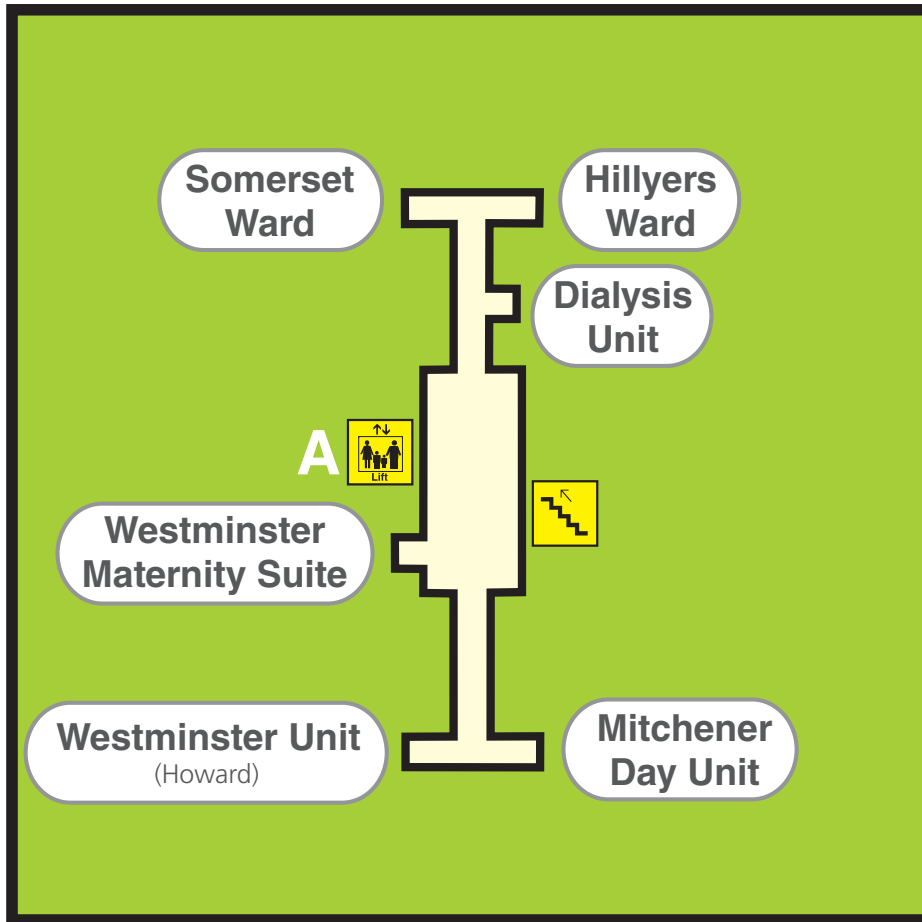 Somerset
Ward
Hillyers
Ward
Dialysis
Unit
A
Lift
Westminster
Maternity Suite
Westminster Unit
(Howard)
Mitchener
Day Unit